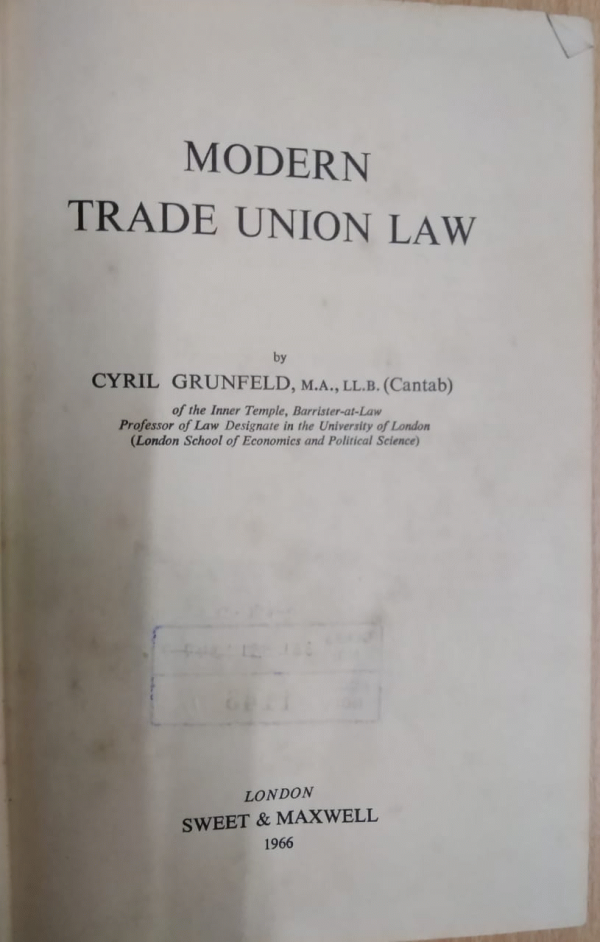 MODERN
TRADE UNION LAW
by
CYRIL GRUNFELD, M.A., LL.B. (Cantab)
of the Inner Temple, Barrister-at-Law
Professor of Law Designate in the University of London
(London School of Economics and Political Science)
LONDON
SWEET & MAXWELL
1966